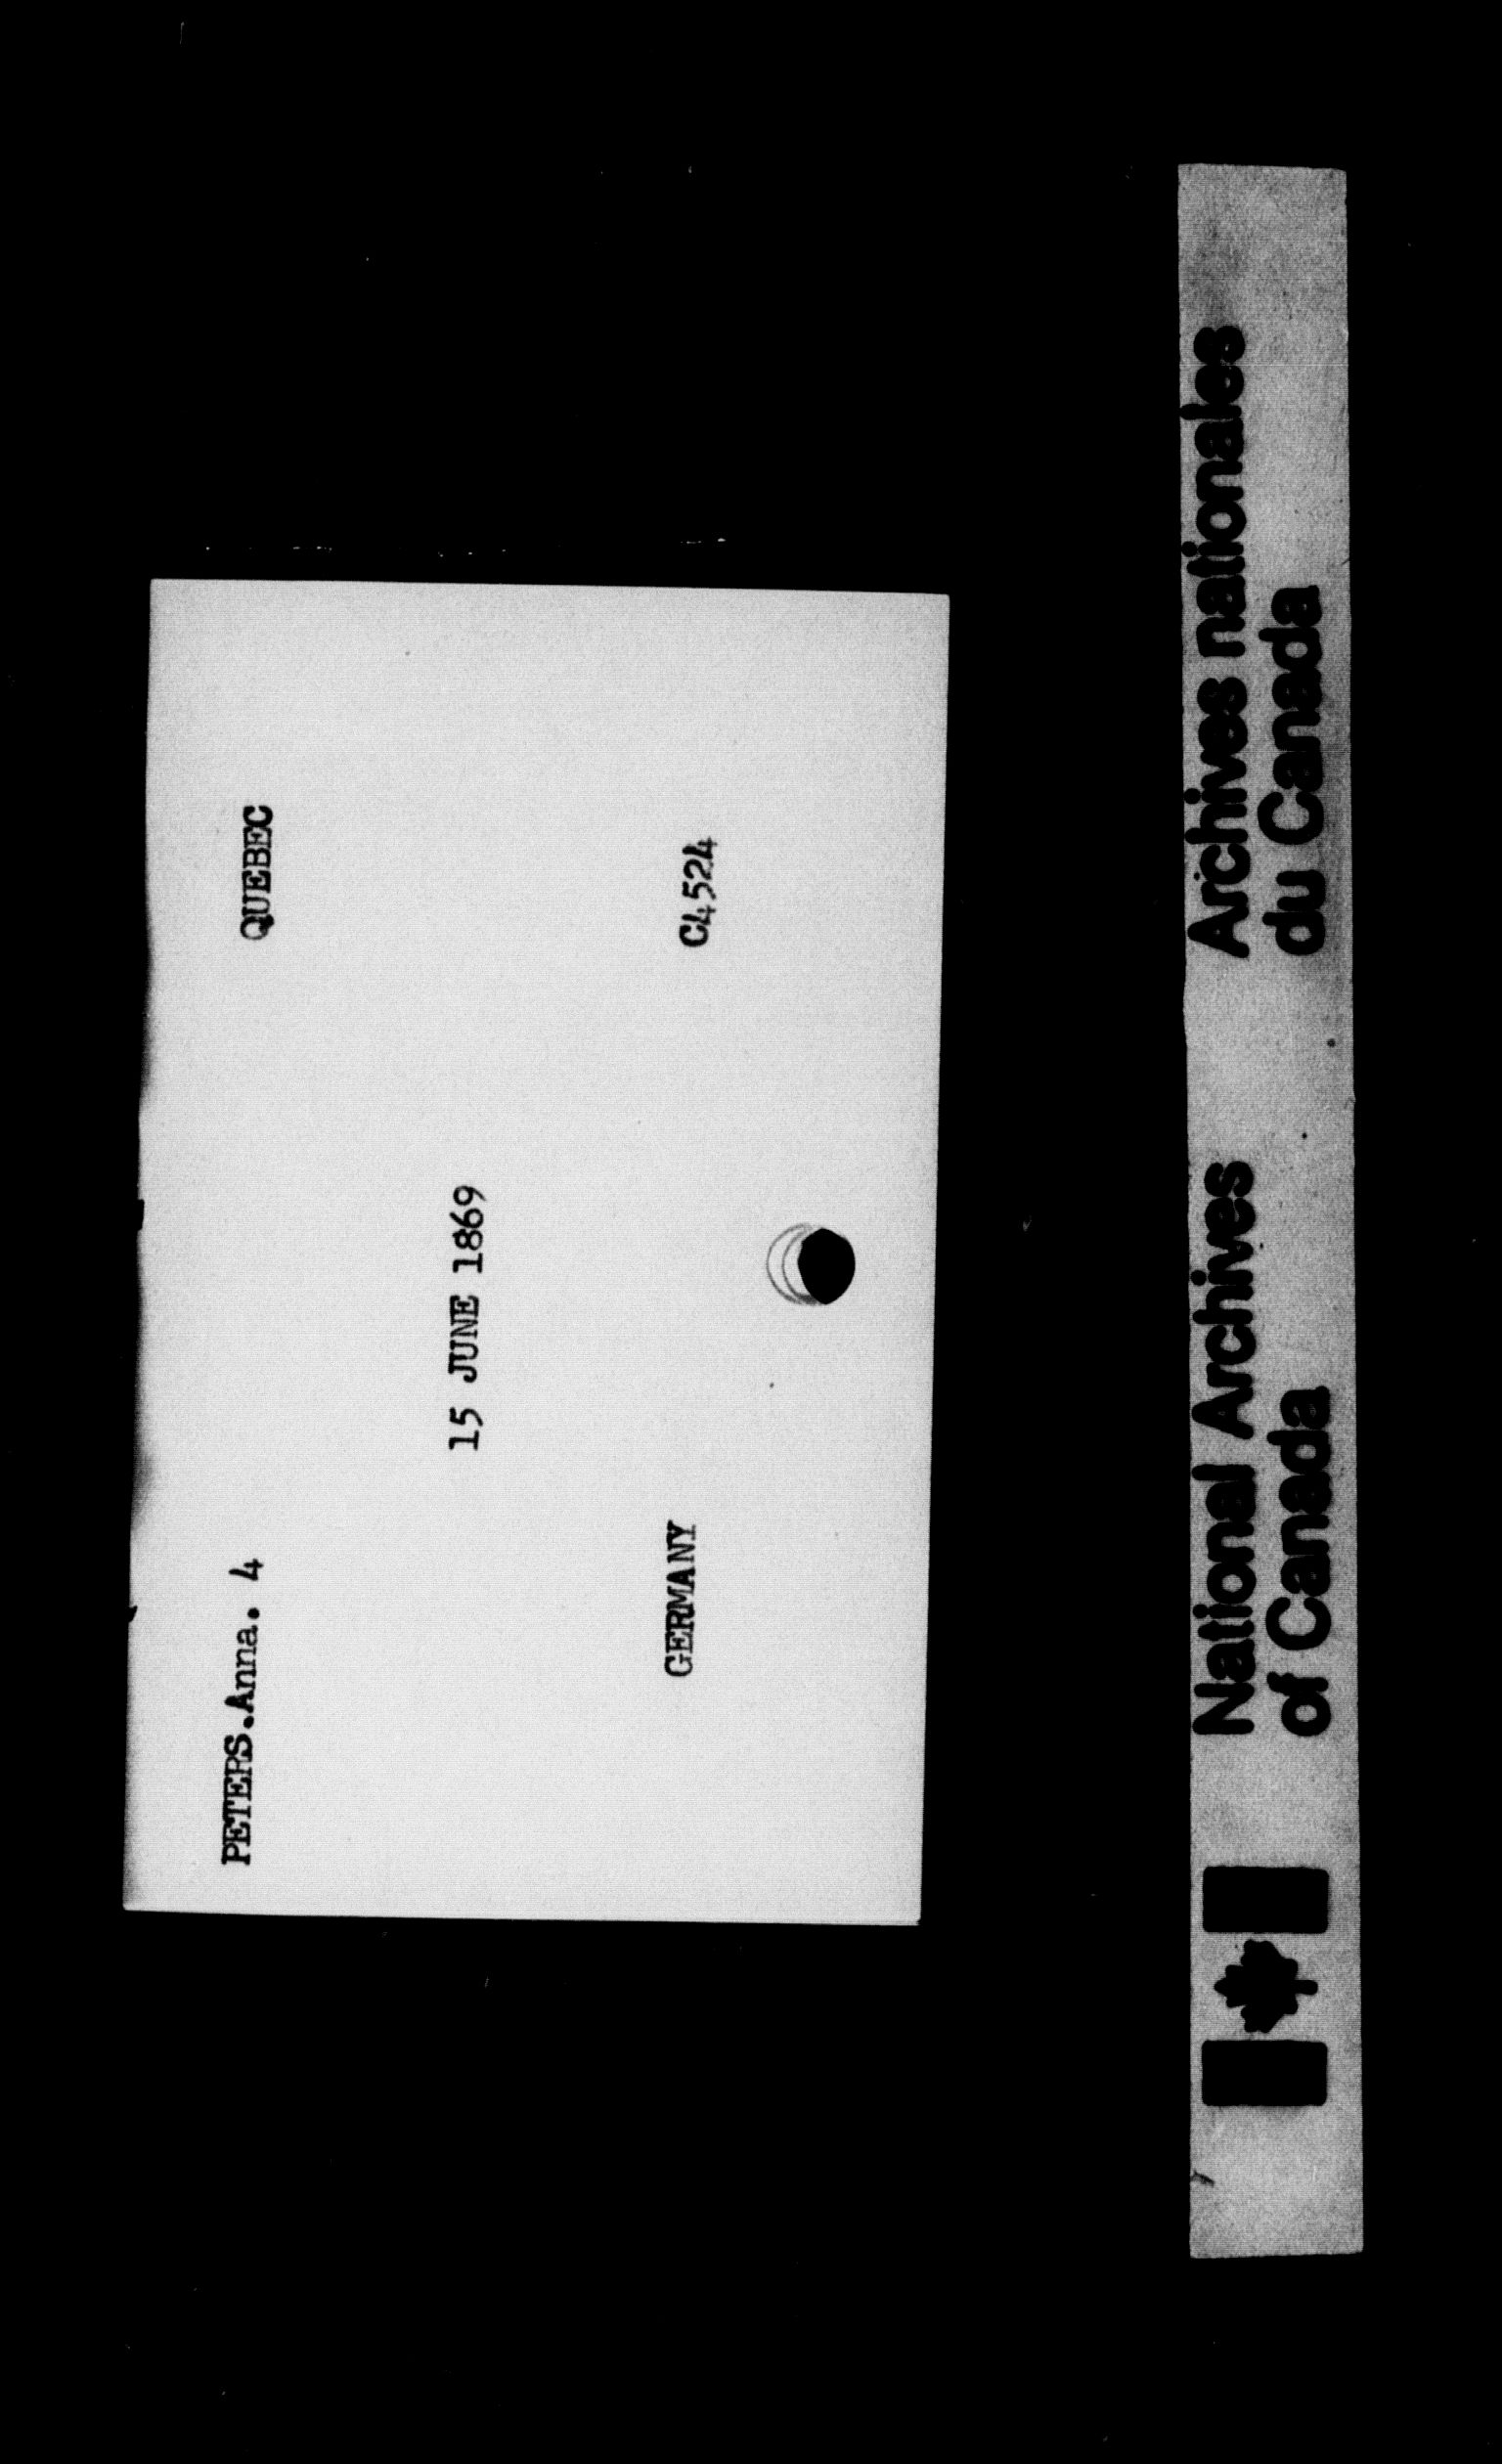 PETERS.Anna. 4 QUEBEC
15 JUNE 1869
GERMANY C4524
National Archives
of Canada
Archives nationales
du Canada